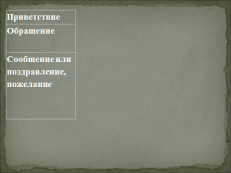 Приветствие
Обращение
Сообщение или
поздравление,
пожелание